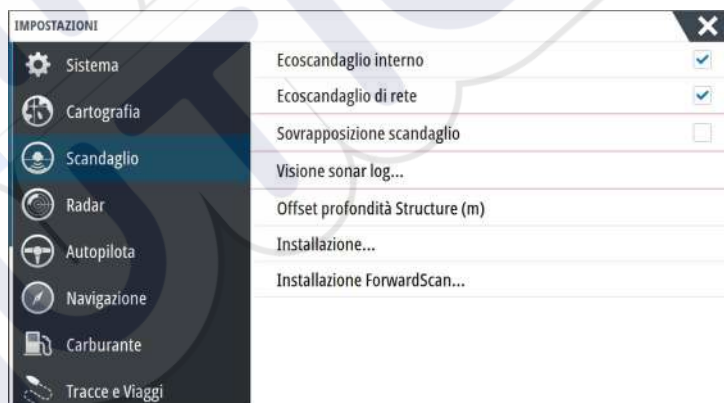 IMPOSTAZIONI
Sistema
Cartografia
Scandaglio
Radar
Autopilota
Navigazione
Carburante
Tracce e Viaggi
Ecoscandaglio interno
Ecoscandaglio di rete
Sovrapposizione scandaglio
Visione sonar log...
Offset profondità Structure (m)
Installazione...
Installazione ForwardScan...